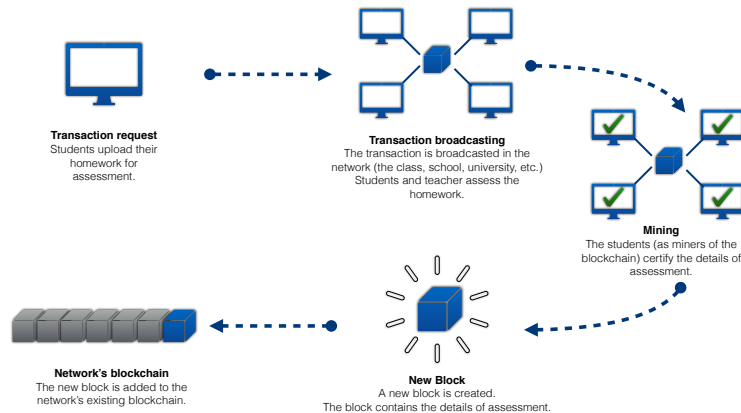 Transaction request
Students upload their
homework for
assessment.
Transaction broadcasting
The transaction is broadcasted in the
network (the class, school, university, etc.)
Students and teacher assess the
homework.
Mining
The students (as miners of the
blockchain) certify the details of
assessment.
New Block
A new block is created.
The block contains the details of assessment.
Network's blockchain
The new block is added to the
network's existing blockchain.